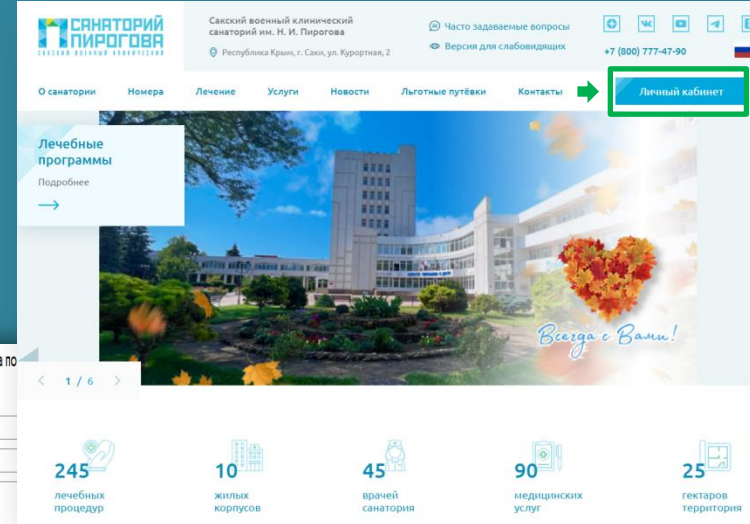 САНАТОРИЙ
ПИРОГОВА
САКСКИЙ ВОЕННЫЙ КЛИНИЧЕСКИЙ
Сакский военный клинический
санаторий им. Н. И. Пирогова
Республика Крым, г. Саки, ул. Курортная, 2
Часто задаваемые вопросы
Версия для слабовидящих
+7 (800) 777-47-90
О санатории Номера Лечение Услуги Новости Льготные путёвки Контакты Личный кабинет
Лечебные
программы
Подробнее
Всегда с Вами!
а по
1 / 6
245
лечебных
процедур
10
жилых
корпусов
45
врачей
санатория
90
медицинских
услуг
25
гектаров
территория